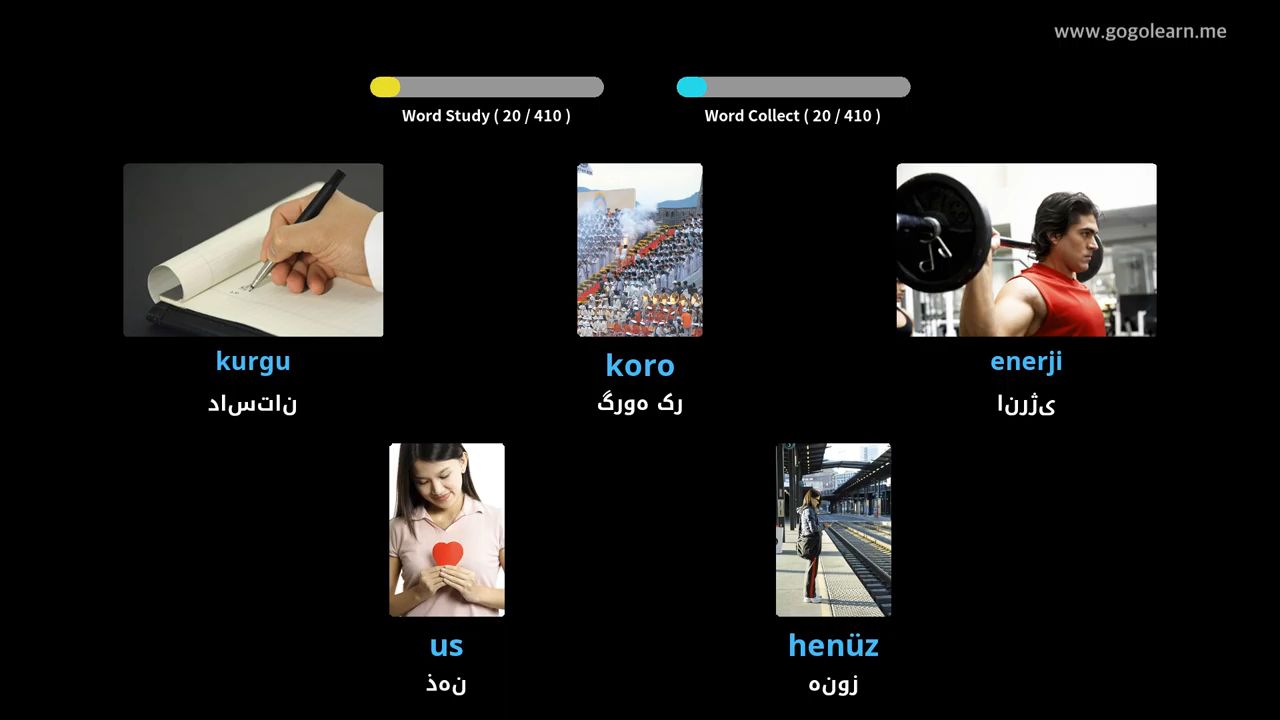 www.gogolearn.me
Word Study ( 20 / 410 )
Word Collect ( 20 / 410 )
kurgu
داستان
koro
گروه کر
enerji
انرژی
us
ذهن
henüz
هنوز